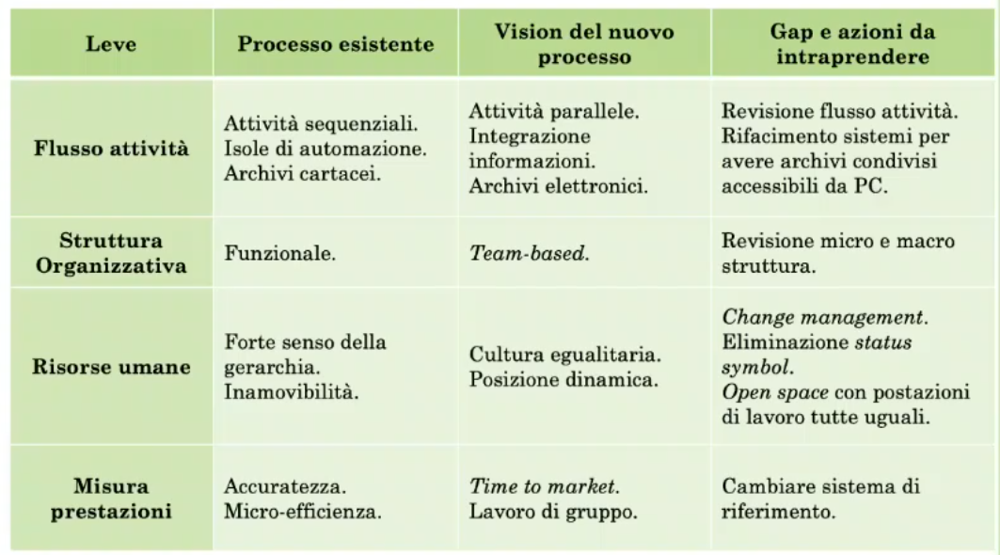 Leve
Processo esistente
Vision del nuovo
processo
Gap e azioni da
intraprendere
Flusso attività
Attività sequenziali.
Isole di automazione.
Archivi cartacei.
Attività parallele.
Integrazione
informazioni.
Archivi elettronici.
Revisione flusso attività.
Rifacimento sistemi per
avere archivi condivisi
accessibili da PC.
Struttura
Organizzativa
Funzionale.
Team-based.
Revisione micro e macro
struttura.
Risorse umane
Forte senso della
gerarchia.
Inamovibilità.
Cultura egualitaria.
Posizione dinamica.
Change management.
Eliminazione status
symbol.
Open space con postazioni
di lavoro tutte uguali.
Misura
prestazioni
Accuratezza.
Micro-efficienza.
Time to market.
Lavoro di gruppo.
Cambiare sistema di
riferimento.